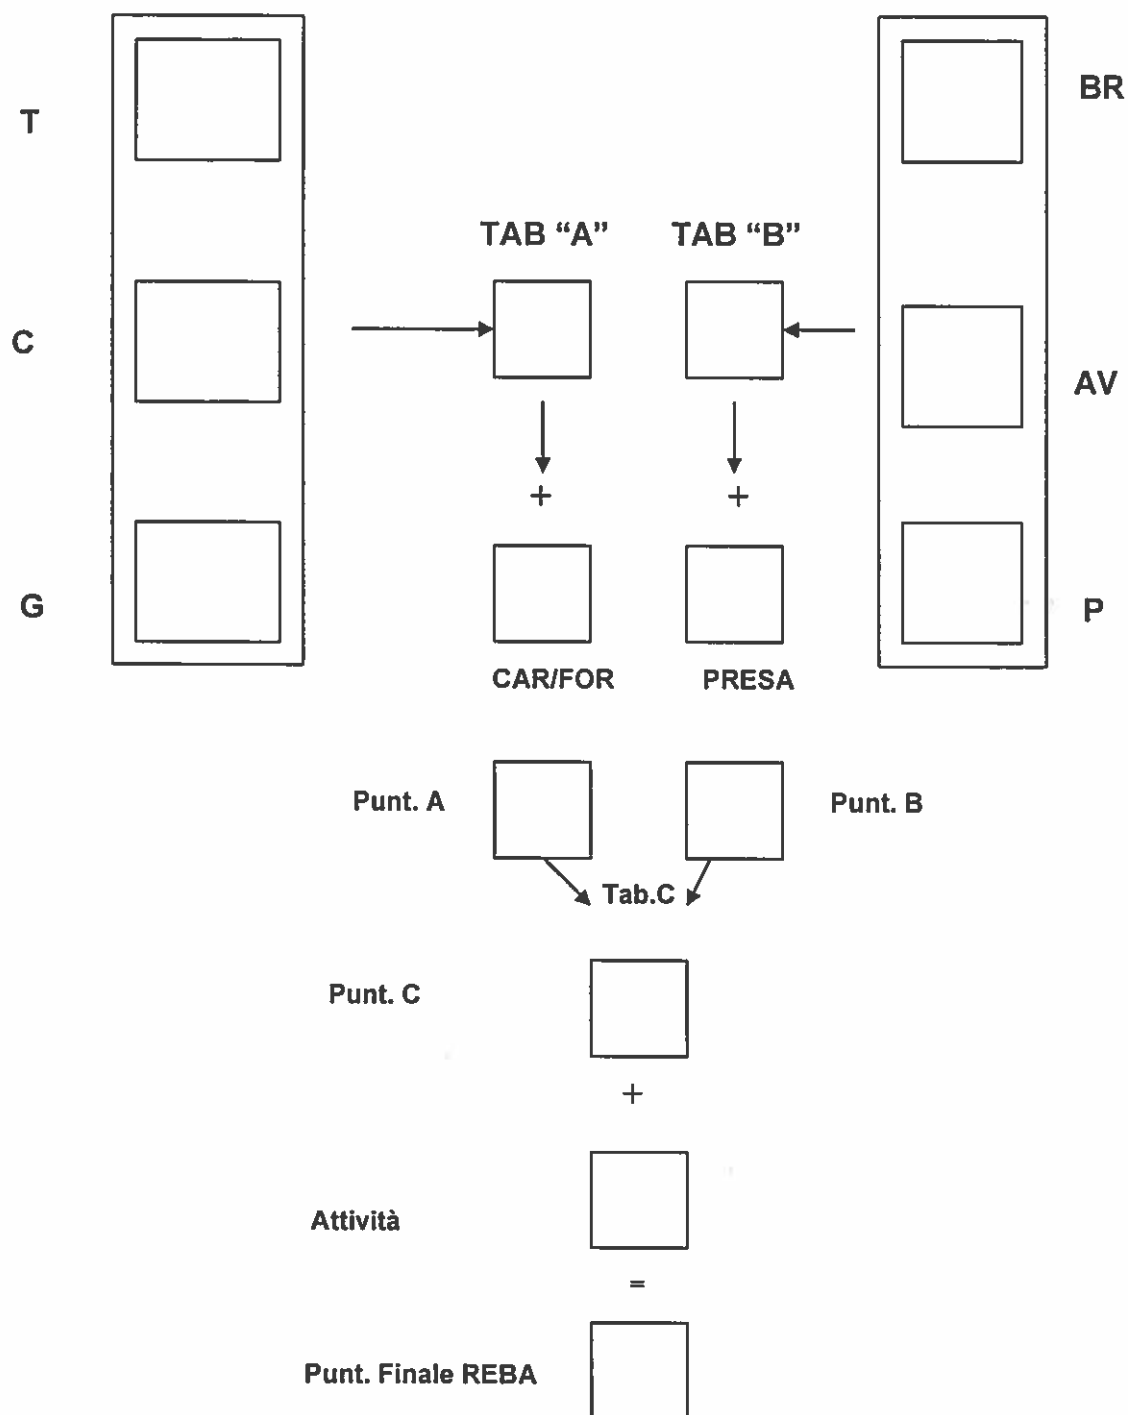 BR
T
TAB “A” TAB “B”
C
AV
+ +
G
P
CAR/FOR PRESA
Punt. A Punt. B
Tab.C
Punt. C
+
Attività
=
Punt. Finale REBA